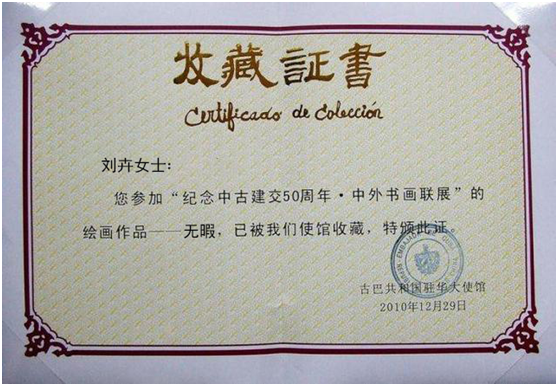 收藏証書
Certificado de Colección
刘卉女士:
您参加“纪念中古建交50周年·中外书画联展”的
绘画作品——无暇,已被我们使馆收藏,特颁此证。
古巴共和国驻华大使馆
2010年12月29日